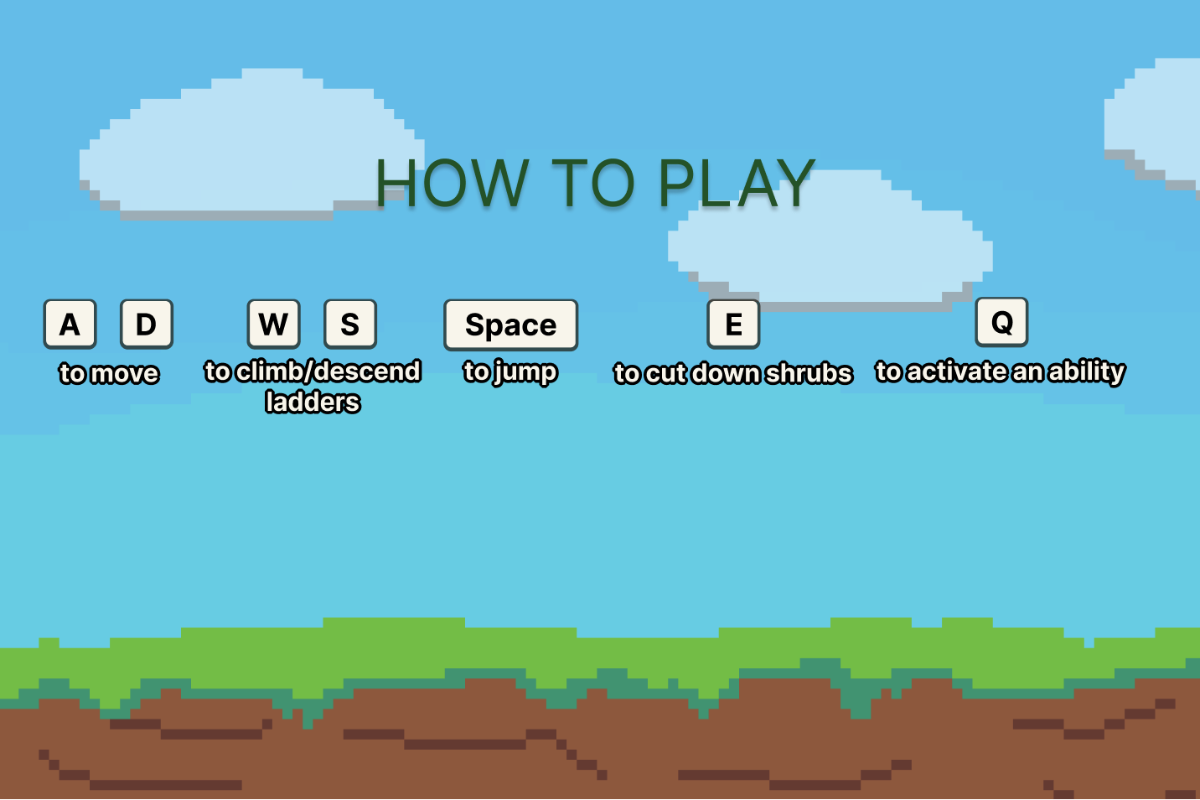 HOW TO PLAY
A D
to move
W S
to climb/descend
ladders
Space
to jump
E
to cut down shrubs
Q
to activate an ability